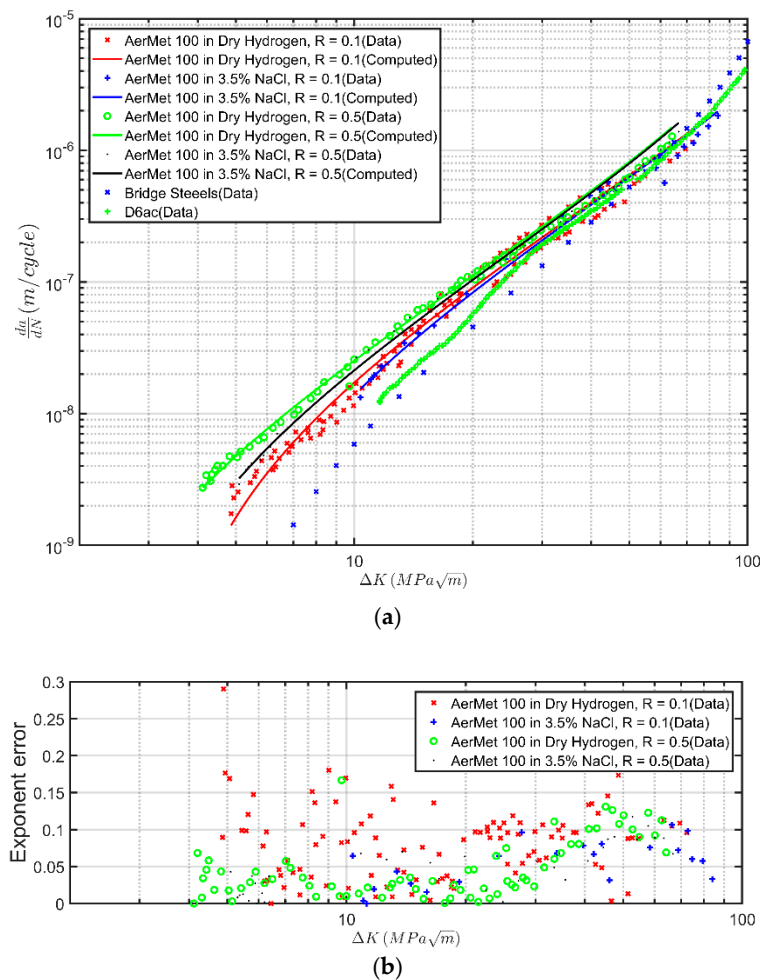 10^-5
AerMet 100 in Dry Hydrogen, R = 0.1(Data)
AerMet 100 in Dry Hydrogen, R = 0.1(Computed)
AerMet 100 in 3.5% NaCl, R = 0.1(Data)
AerMet 100 in 3.5% NaCl, R = 0.1(Computed)
AerMet 100 in Dry Hydrogen, R = 0.5(Data)
AerMet 100 in Dry Hydrogen, R = 0.5(Computed)
AerMet 100 in 3.5% NaCl, R = 0.5(Data)
AerMet 100 in 3.5% NaCl, R = 0.5(Computed)
Bridge Steeels(Data)
D6ac(Data)
10^-6
10^-7
10^-8
10^-9
da/dN (m/cycle)
10 100
ΔK (MPa√m)
(a)
0.3
0.25
0.2
0.15
0.1
0.05
0
Exponent error
AerMet 100 in Dry Hydrogen, R = 0.1(Data)
AerMet 100 in 3.5% NaCl, R = 0.1(Data)
AerMet 100 in Dry Hydrogen, R = 0.5(Data)
AerMet 100 in 3.5% NaCl, R = 0.5(Data)
10 100
ΔK (MPa√m)
(b)